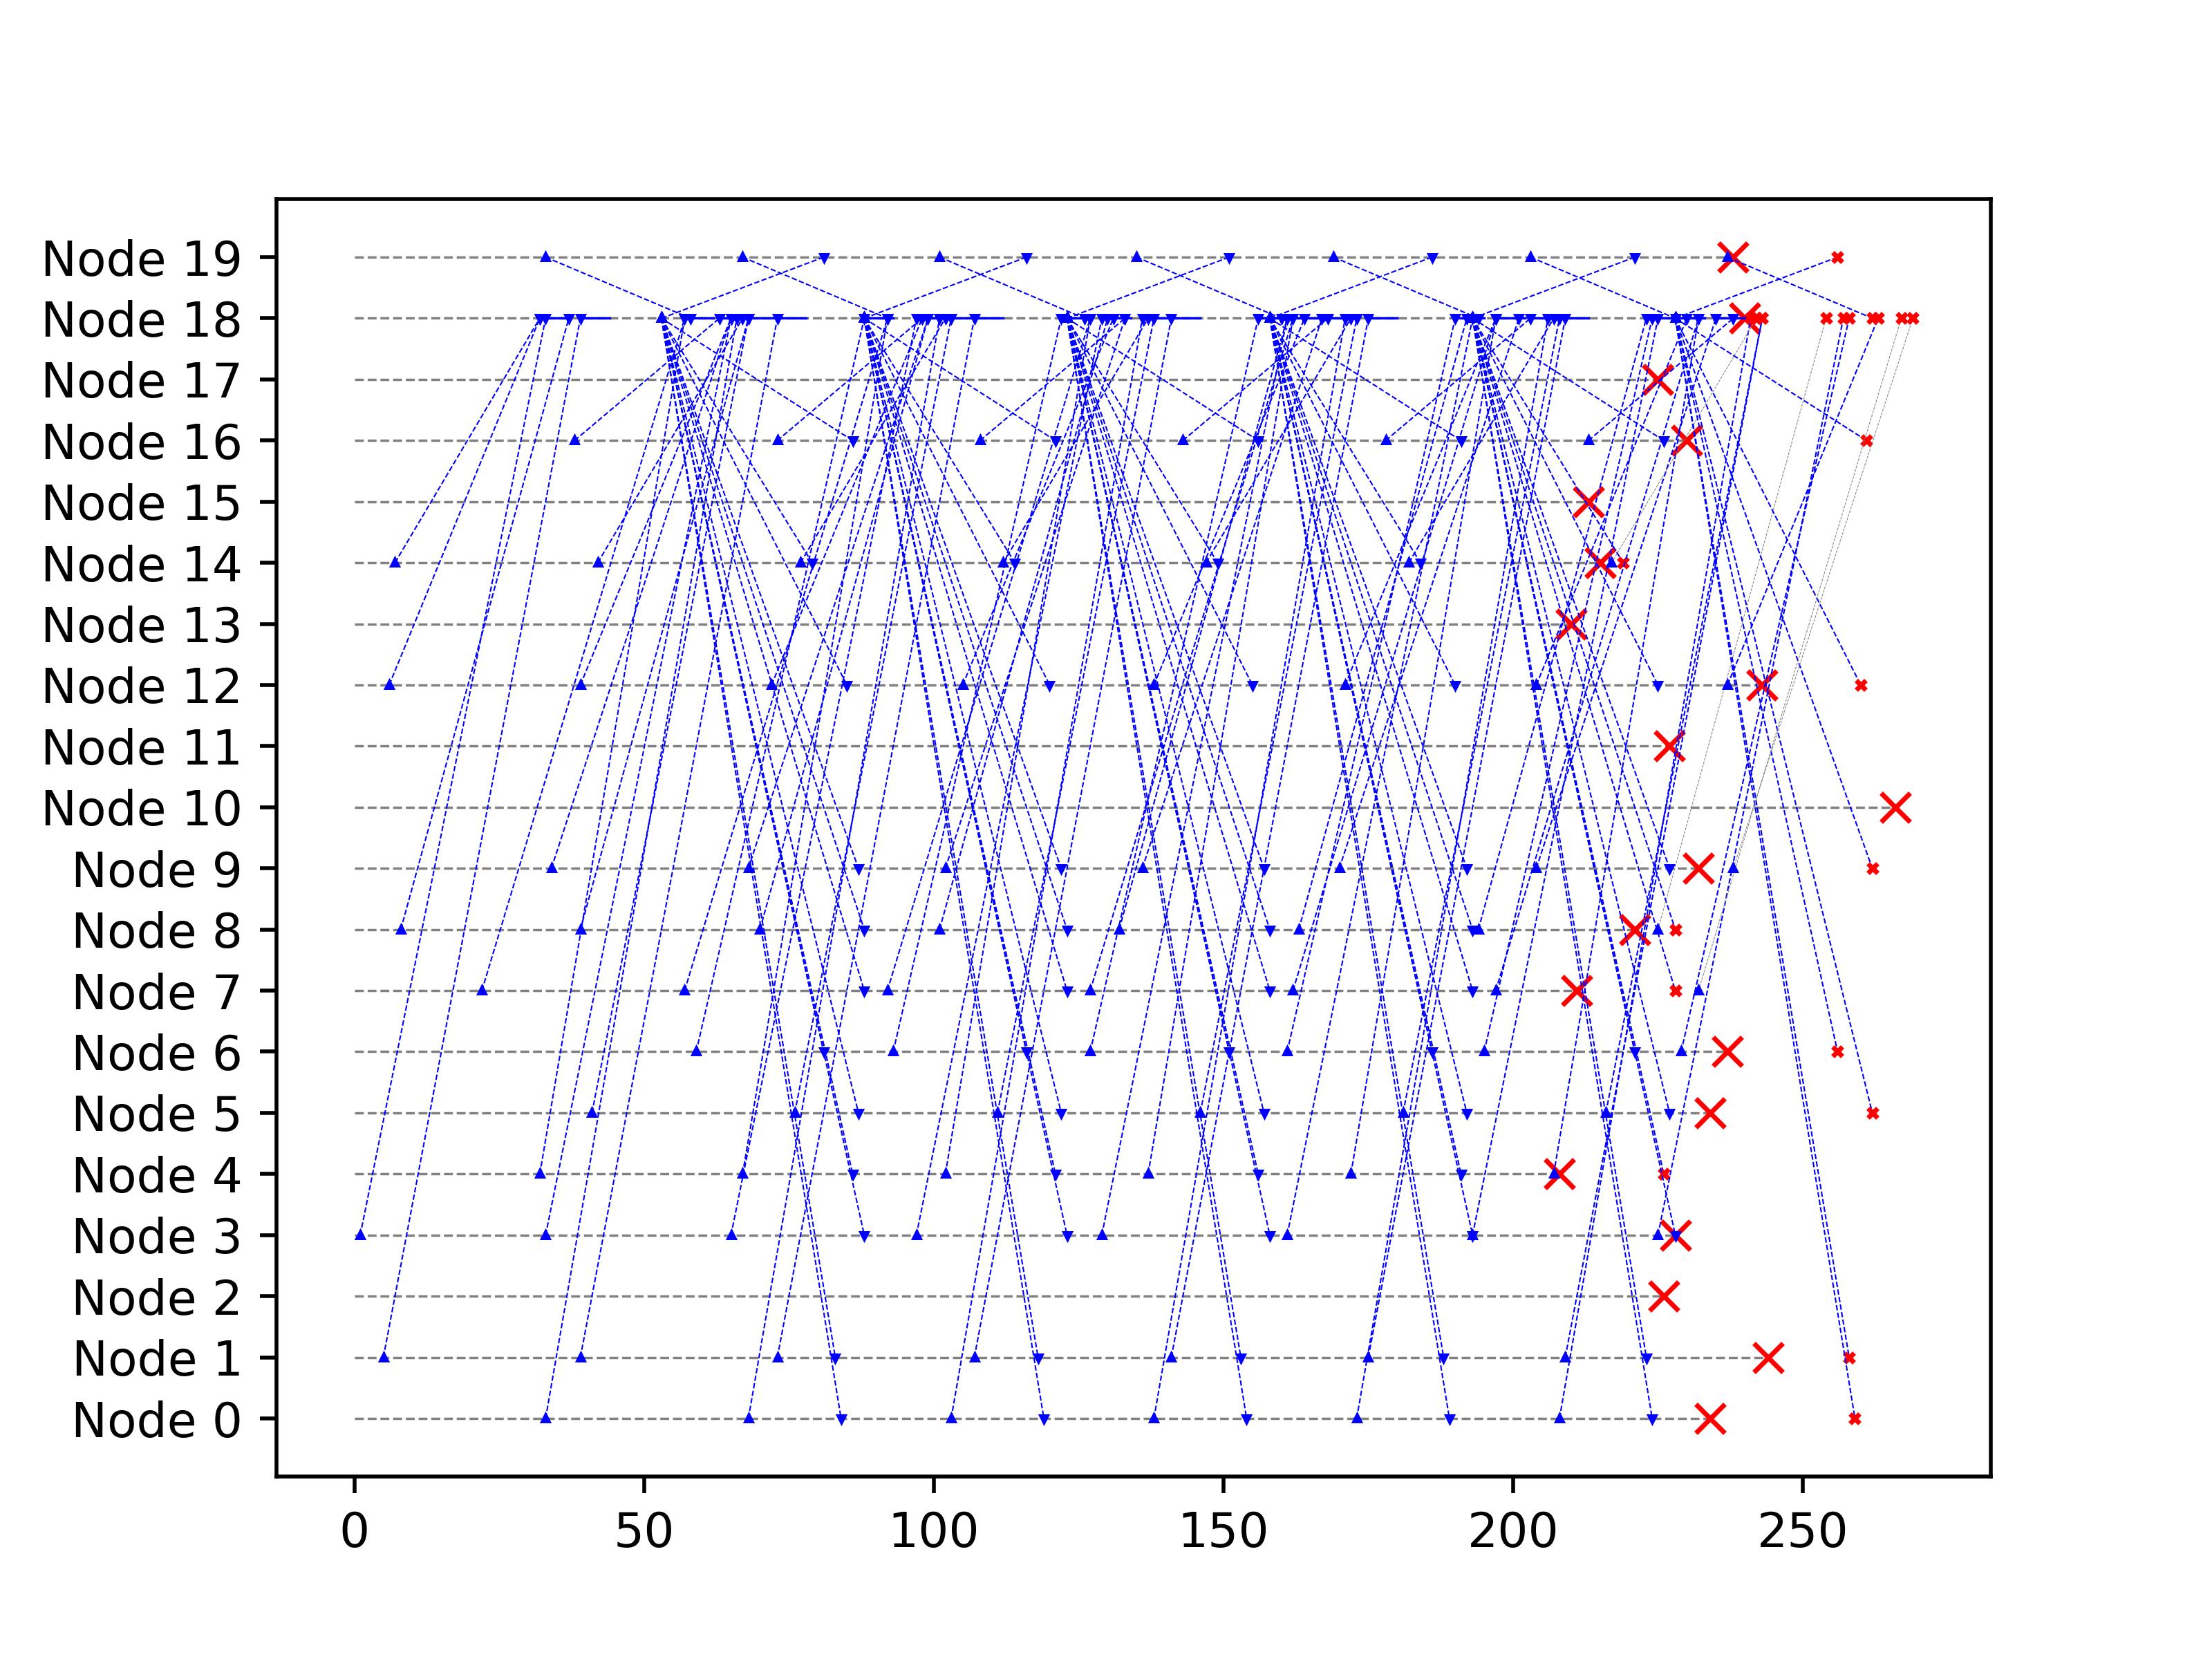 Node 19
Node 18
Node 17
Node 16
Node 15
Node 14
Node 13
Node 12
Node 11
Node 10
Node 9
Node 8
Node 7
Node 6
Node 5
Node 4
Node 3
Node 2
Node 1
Node 0
0 50 100 150 200 250